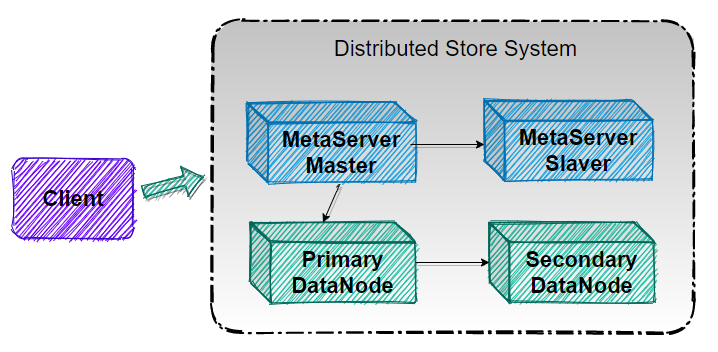 Distributed Store System
MetaServer
Master
MetaServer
Slaver
Client
Primary
DataNode
Secondary
DataNode